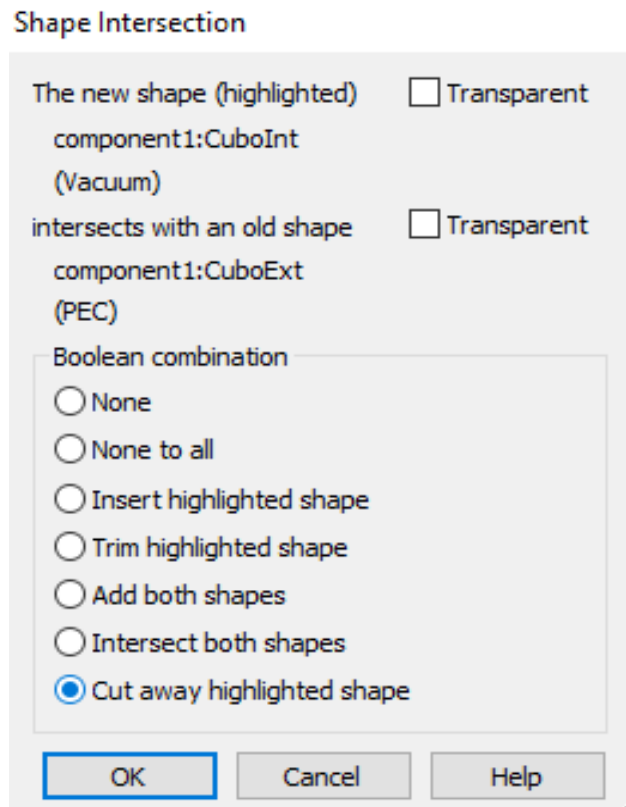 Shape Intersection
The new shape (highlighted) Transparent
component1:CuboInt
(Vacuum)
intersects with an old shape Transparent
component1:CuboExt
(PEC)
Boolean combination
None
None to all
Insert highlighted shape
Trim highlighted shape
Add both shapes
Intersect both shapes
Cut away highlighted shape
OK Cancel Help